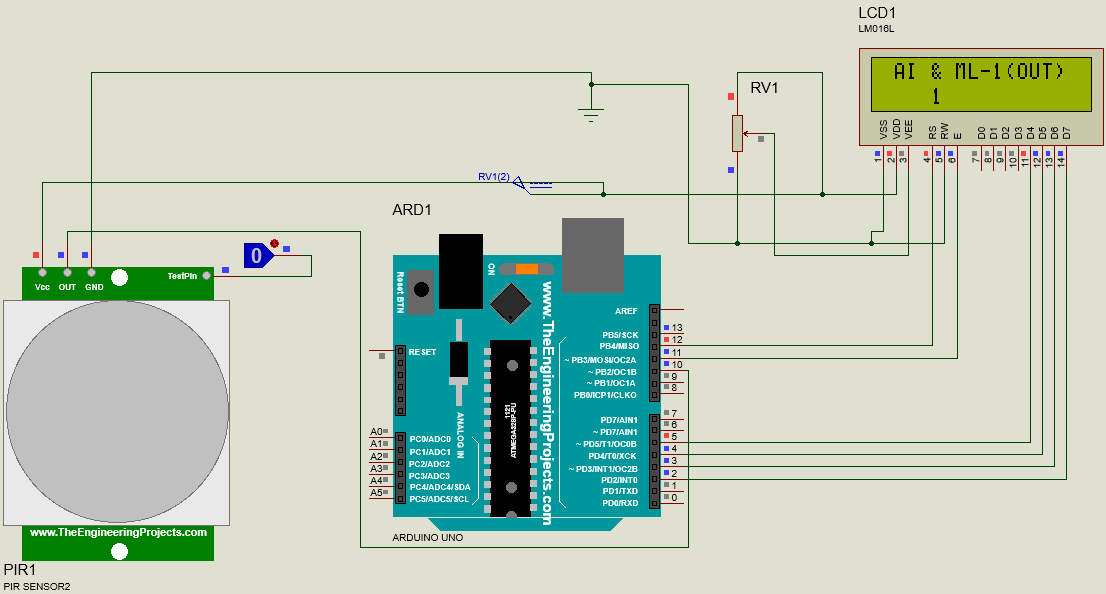 LCD1
LM016L
AI & ML-1(OUT)
1
VSS
VDD
VEE
RS
RW
E
D0
D1
D2
D3
D4
D5
D6
D7
1
2
3
4
5
6
7
8
9
10
11
12
13
14
RV1
RV1(2)
ARD1
0
Vcc OUT GND
TestPin
www.TheEngineeringProjects.com
PIR1
PIR SENSOR2
Reset BTN
ON
www.TheEngineeringProjects.com
RESET
ANALOG IN
1121
ATMEGA328P-PU
A0 PC0/ADC0
A1 PC1/ADC1
A2 PC2/ADC2
A3 PC3/ADC3
A4 PC4/ADC4/SDA
A5 PC5/ADC5/SCL
AREF
PB5/SCK 13
PB4/MISO 12
~ PB3/MOSI/OC2A 11
~ PB2/OC1B 10
~ PB1/OC1A 9
PB0/ICP1/CLKO 8
PD7/AIN1 7
~ PD7/AIN1 6
~ PD5/T1/OC0B 5
PD4/T0/XCK 4
~ PD3/INT1/OC2B 3
PD2/INT0 2
PD1/TXD 1
PD0/RXD 0
ARDUINO UNO